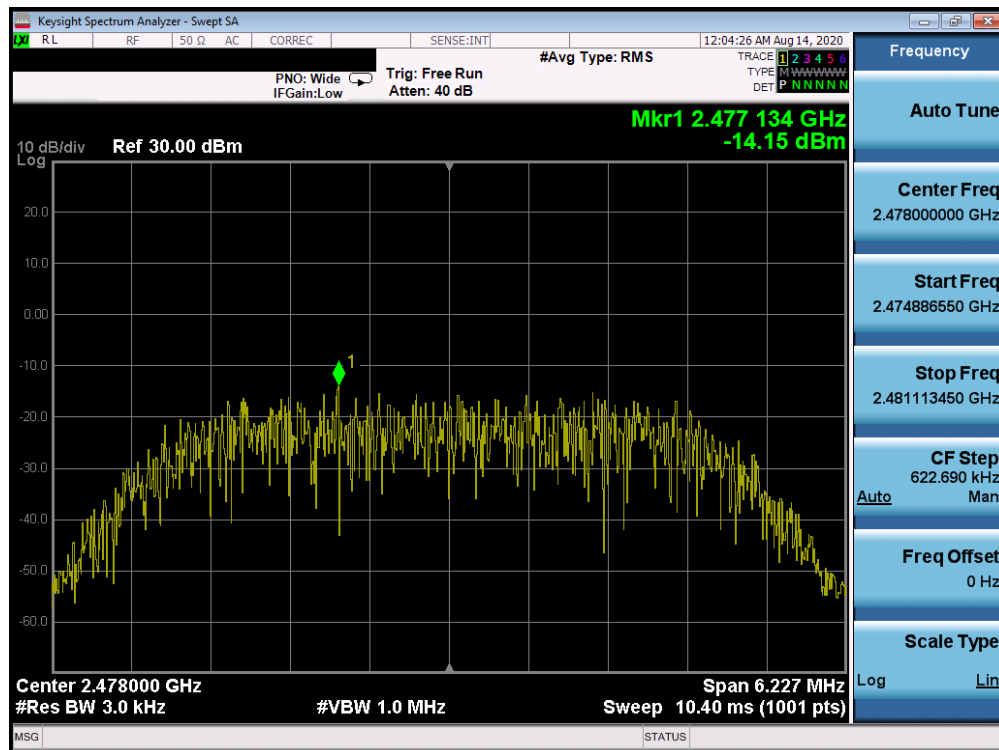 Keysight Spectrum Analyzer - Swept SA
LXI RL RF 50 Ω AC CORREC SENSE:INT 12:04:26 AM Aug 14, 2020
#Avg Type: RMS TRACE 1 2 3 4 5 6
PNO: Wide Trig: Free Run TYPE M W W W W W
IFGain:Low Atten: 40 dB DET P N N N N N
Mkr1 2.477 134 GHz
-14.15 dBm
10 dB/div Ref 30.00 dBm
Log
20.0
10.0
0.00
-10.0
1
-20.0
-30.0
-40.0
-50.0
-60.0
Center 2.478000 GHz Span 6.227 MHz
#Res BW 3.0 kHz #VBW 1.0 MHz Sweep 10.40 ms (1001 pts)
MSG STATUS
Frequency
Auto Tune
Center Freq
2.478000000 GHz
Start Freq
2.474886550 GHz
Stop Freq
2.481113450 GHz
CF Step
622.690 kHz
Auto Man
Freq Offset
0 Hz
Scale Type
Log Lin